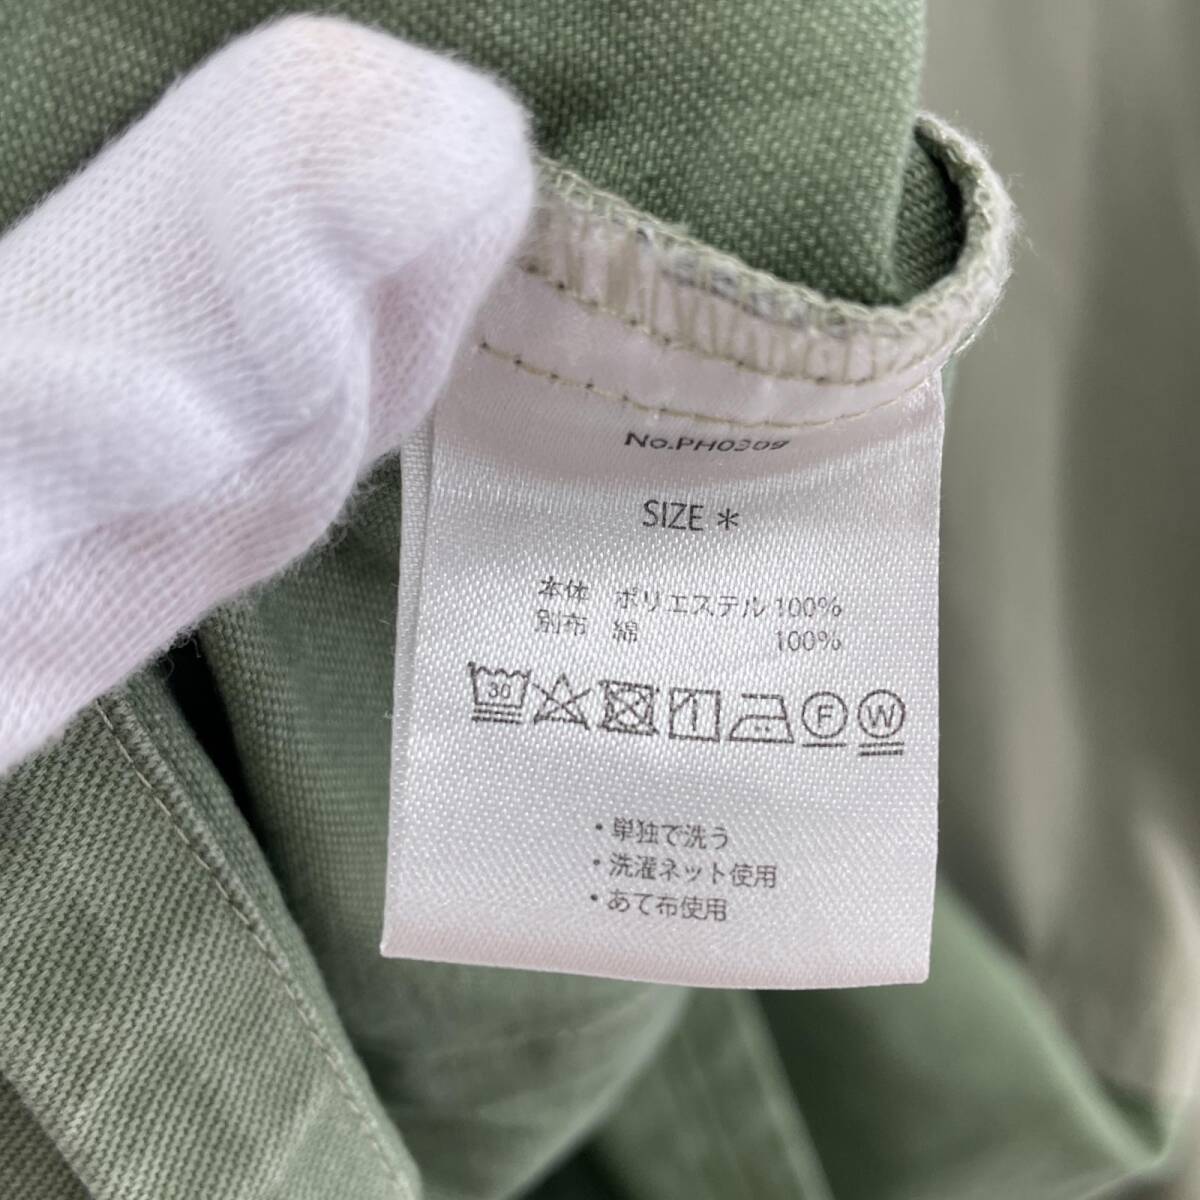 No.PH0309
SIZE *
本体 ポリエステル 100%
別布 綿 100%
30 F W
・単独で洗う
・洗濯ネット使用
・あて布使用